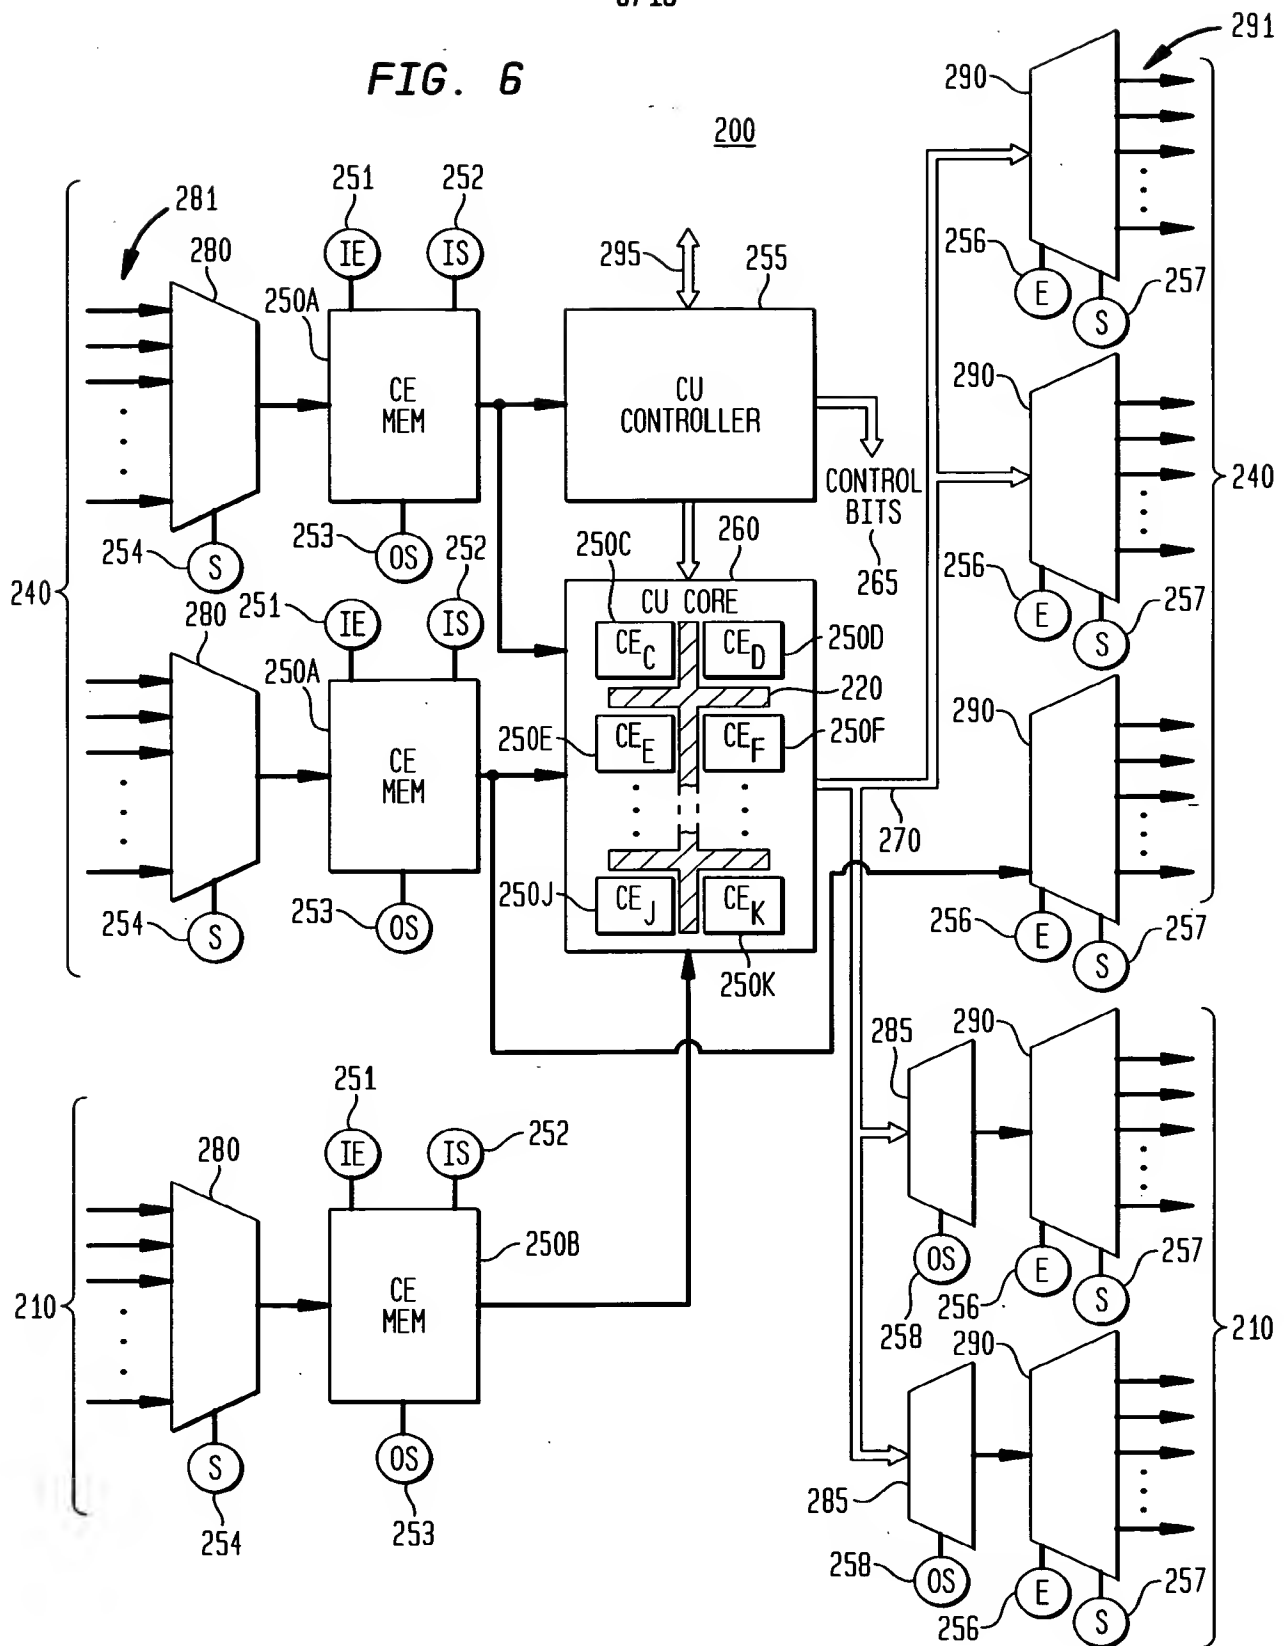 FIG. 6
200
291
290
281
280
251
252
IE
IS
250A
295
255
256
E
257
S
CE
MEM
CU
CONTROLLER
290
CONTROL
BITS
265
240
254
S
253
OS
252
250C
260
256
E
257
S
240
251
280
IE
IS
CU CORE
250A
CE C
CE D
250D
220
290
250E
CE E
CE F
250F
CE
MEM
270
250J
CE J
CE K
250K
254
S
253
OS
256
E
257
S
285
290
251
252
IE
IS
280
250B
CE
MEM
210
OS
258
256
E
257
S
290
210
254
S
253
OS
285
258
OS
256
E
257
S